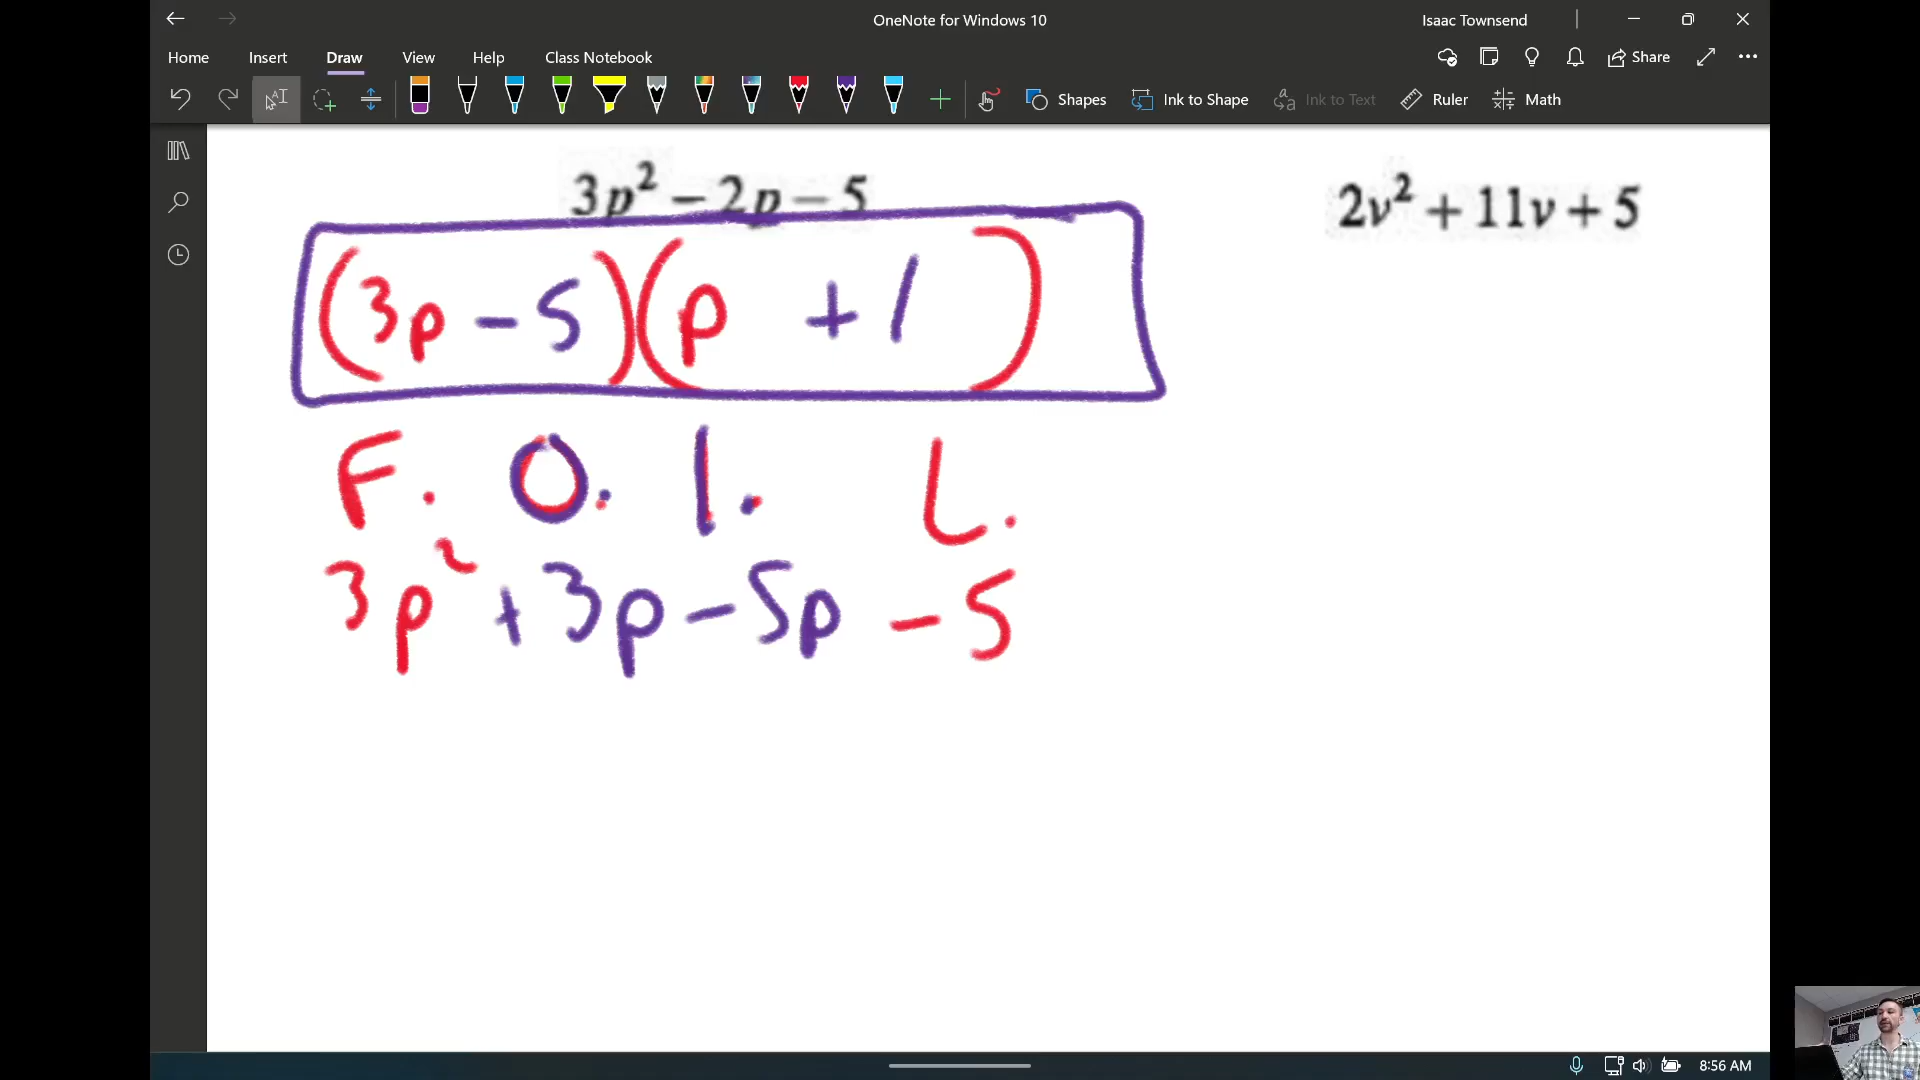 OneNote for Windows 10
Isaac Townsend
Home Insert Draw View Help Class Notebook
Share
Shapes Ink to Shape Ink to Text Ruler Math
3p² − 2p − 5
2v² + 11v + 5
(3p − 5)(p + 1)
F. O. I. L.
3p² + 3p − 5p − 5
8:56 AM